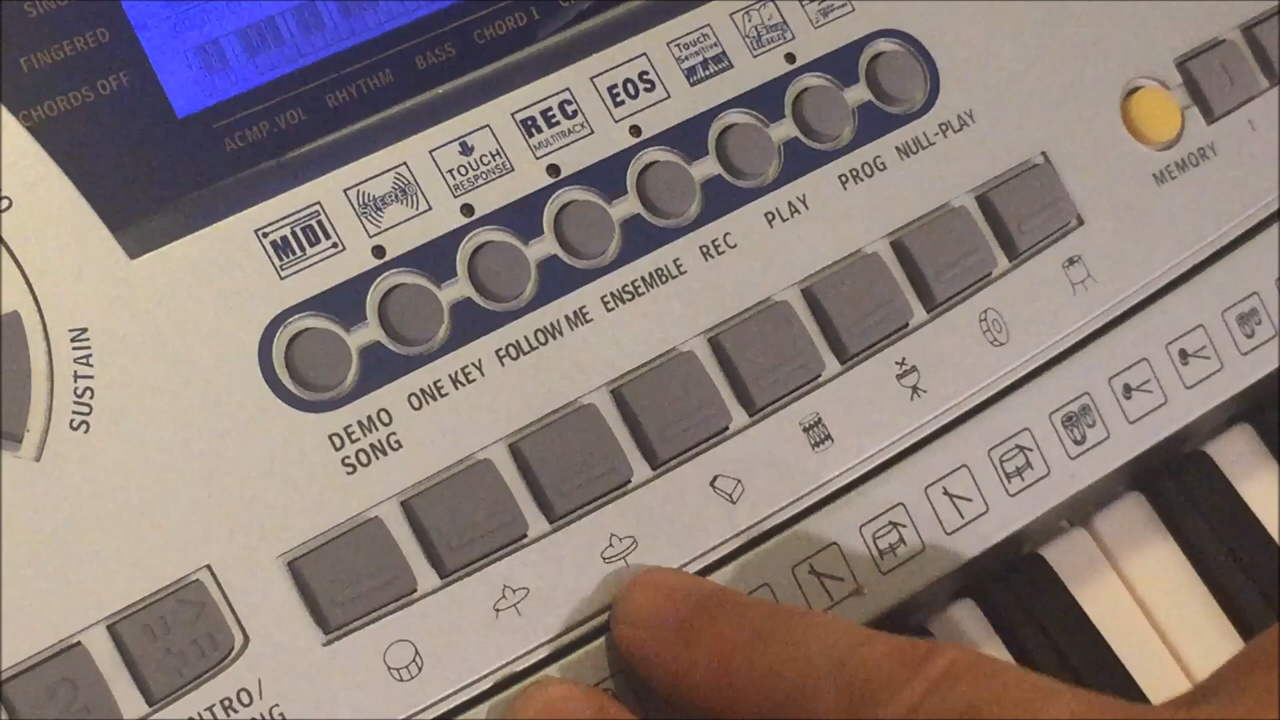 FINGERED
CHORDS OFF
ACMP.VOL RHYTHM BASS CHORD 1
MIDI
STEREO
TOUCH
RESPONSE
REC
MULTITRACK
EOS
Touch
Sensitive
DEMO
SONG
ONE KEY
FOLLOW ME
ENSEMBLE
REC
PLAY
PROG
NULL-PLAY
MEMORY
1
SUSTAIN